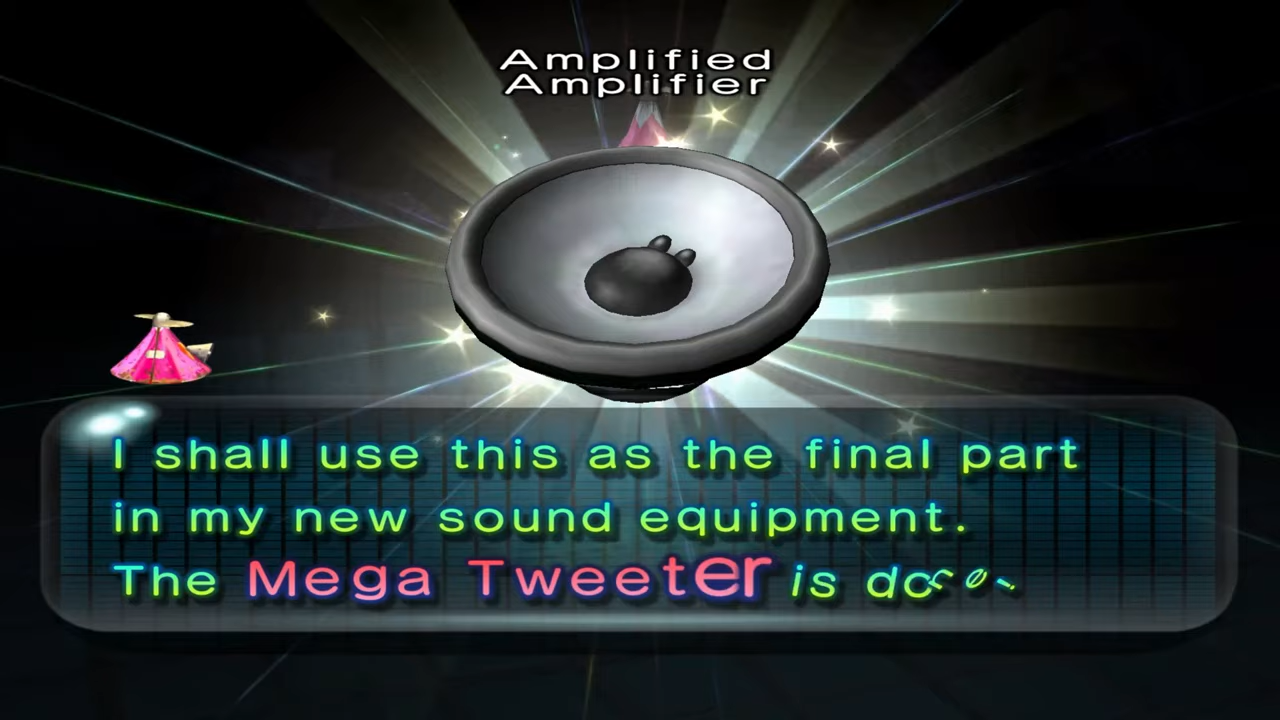 Amplified
Amplifier
I shall use this as the final part
in my new sound equipment.
The Mega Tweeter is